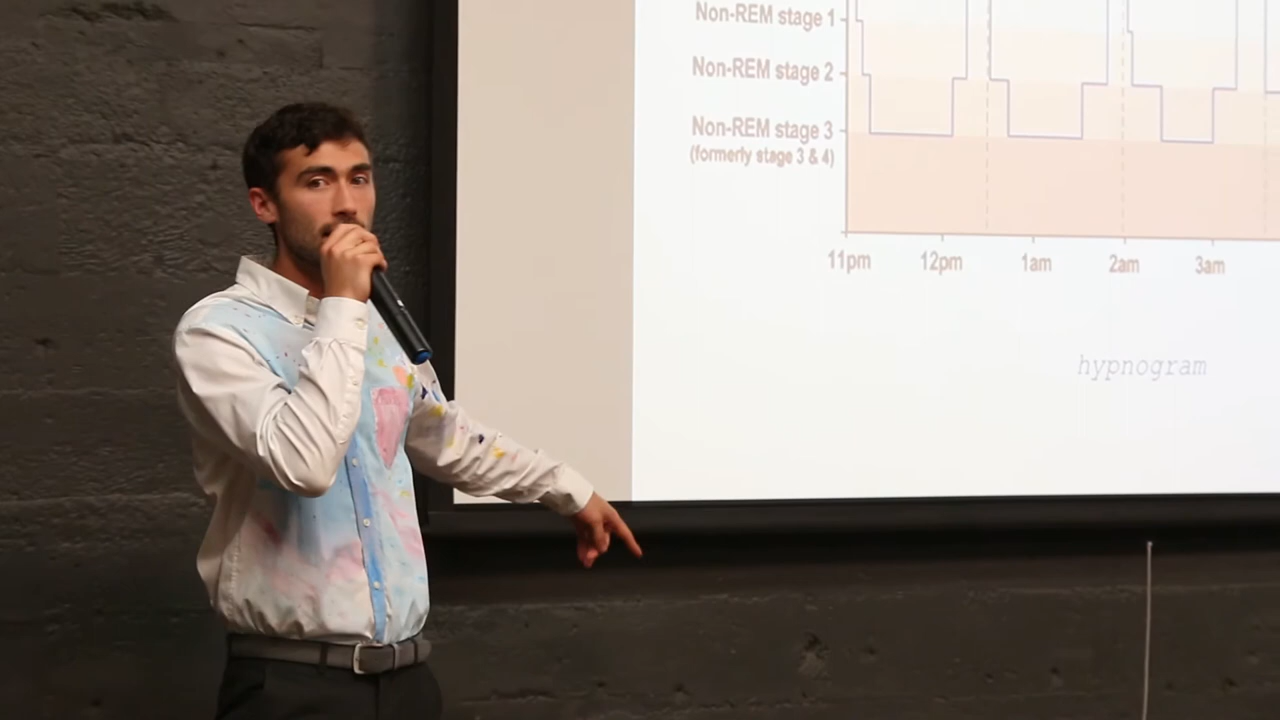 Non-REM stage 1
Non-REM stage 2
Non-REM stage 3
(formerly stage 3 & 4)
11pm 12pm 1am 2am 3am
hypnogram